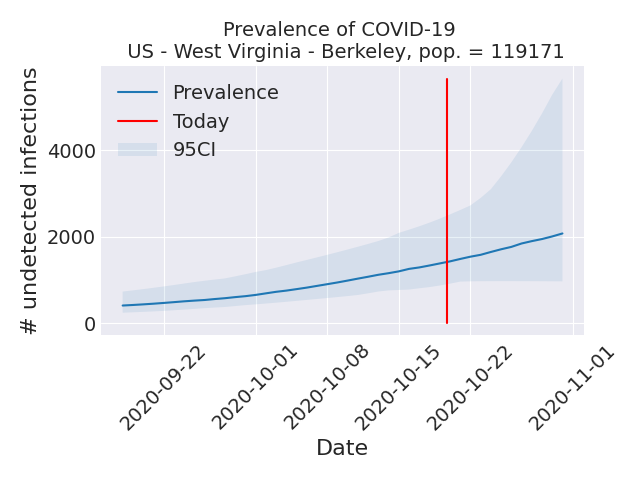 Prevalence of COVID-19
US - West Virginia - Berkeley, pop. = 119171
# undetected infections
4000
2000
0
Prevalence
Today
95CI
2020-09-22
2020-10-01
2020-10-08
2020-10-15
2020-10-22
2020-11-01
Date